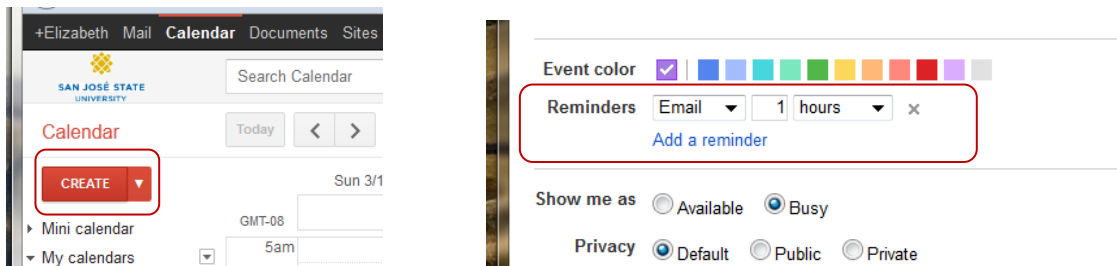 +Elizabeth Mail Calendar Documents Sites
SAN JOSÉ STATE
UNIVERSITY
Search Calendar
Calendar
Today
CREATE
Sun 3/1
GMT-08
Mini calendar
5am
My calendars
Event color
Reminders Email 1 hours
Add a reminder
Show me as Available Busy
Privacy Default Public Private